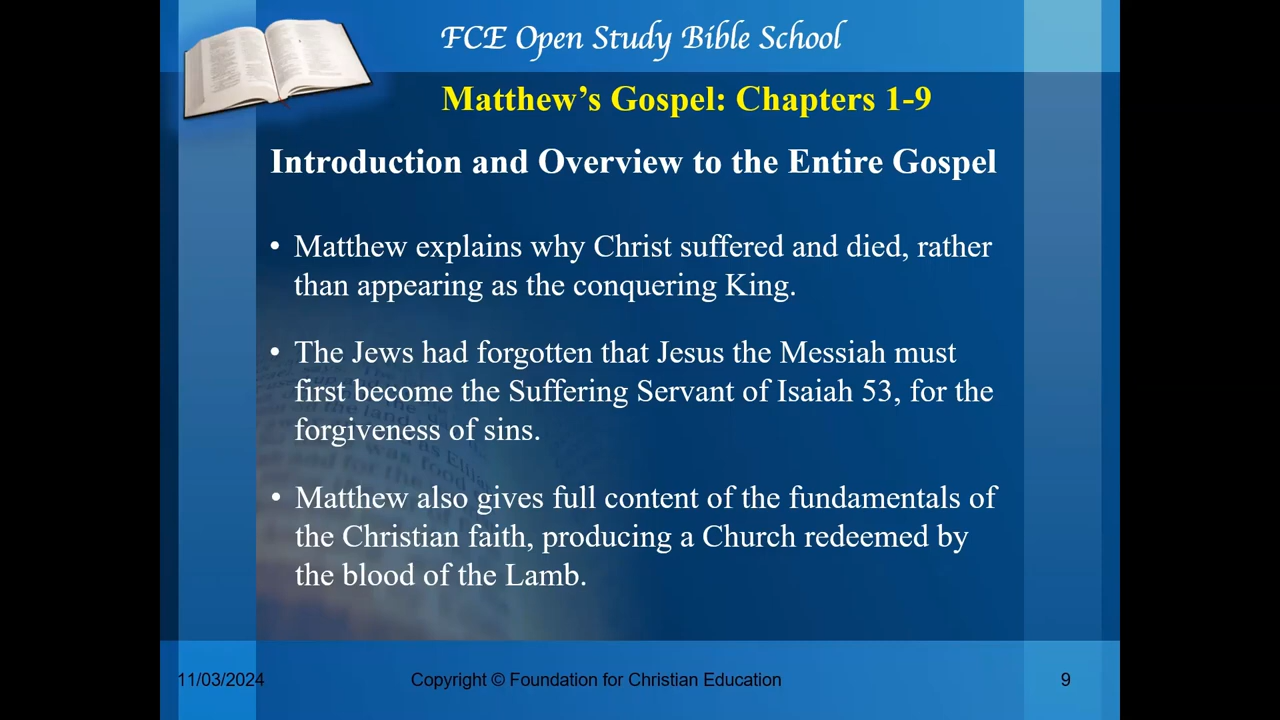 FCE Open Study Bible School
Matthew’s Gospel: Chapters 1-9
Introduction and Overview to the Entire Gospel
• Matthew explains why Christ suffered and died, rather
than appearing as the conquering King.
• The Jews had forgotten that Jesus the Messiah must
first become the Suffering Servant of Isaiah 53, for the
forgiveness of sins.
• Matthew also gives full content of the fundamentals of
the Christian faith, producing a Church redeemed by
the blood of the Lamb.
11/03/2024
Copyright © Foundation for Christian Education
9